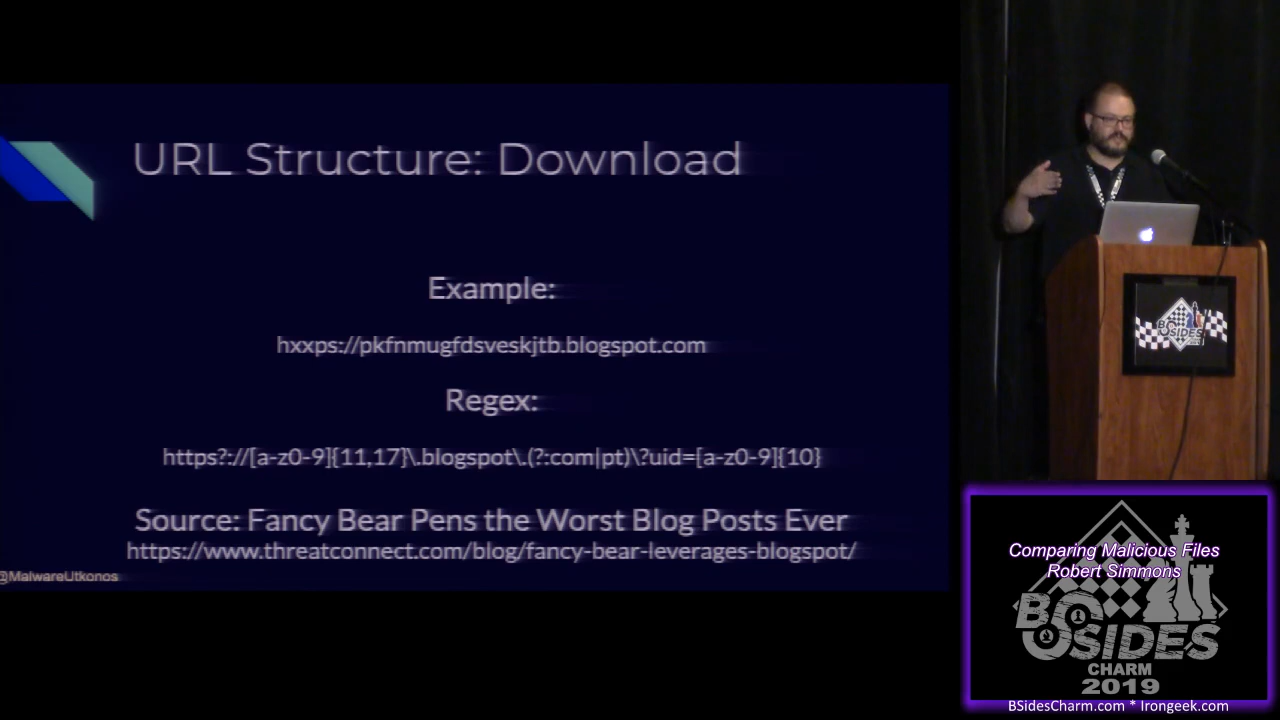 URL Structure: Download
Example:
hxxps://pkfnmugfdsveskjtb.blogspot.com
Regex:
https?://[a-z0-9]{11,17}\.blogspot\.(?:com|pt)\?uid=[a-z0-9]{10}
Source: Fancy Bear Pens the Worst Blog Posts Ever
https://www.threatconnect.com/blog/fancy-bear-leverages-blogspot/
@MalwareUtkonos
BSIDES
Comparing Malicious Files
Robert Simmons
BSIDES
CHARM
2019
BSidesCharm.com * Irongeek.com